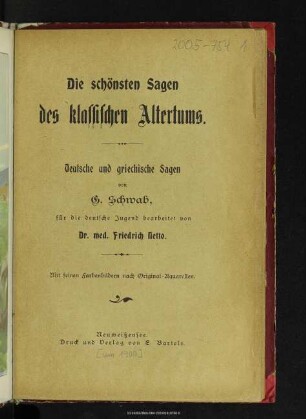 2005-754 1
Die schönsten Sagen
des klassischen Altertums.
Deutsche und griechische Sagen
von
G. Schwab,
für die deutsche Jugend bearbeitet von
Dr. med. Friedrich Netto.
Mit feinen Farbenbildern nach Original-Aquarellen
Neuweißensee.
Druck und Verlag von E. Bartels.